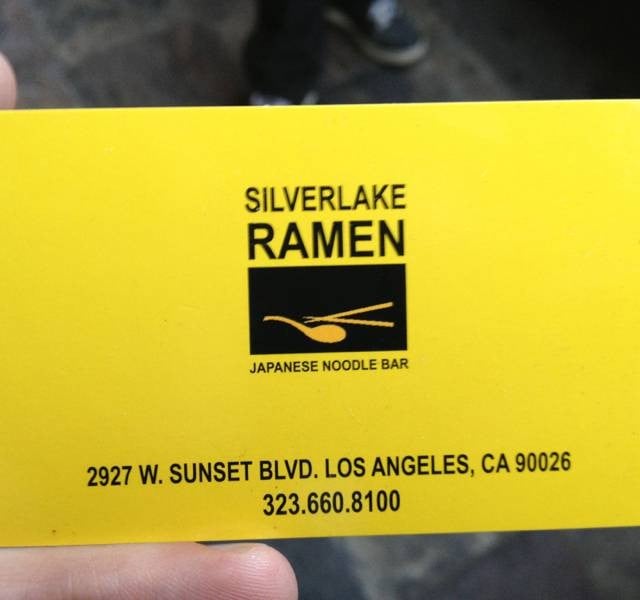 SILVERLAKE
RAMEN
JAPANESE NOODLE BAR
2927 W. SUNSET BLVD. LOS ANGELES, CA 90026
323.660.8100